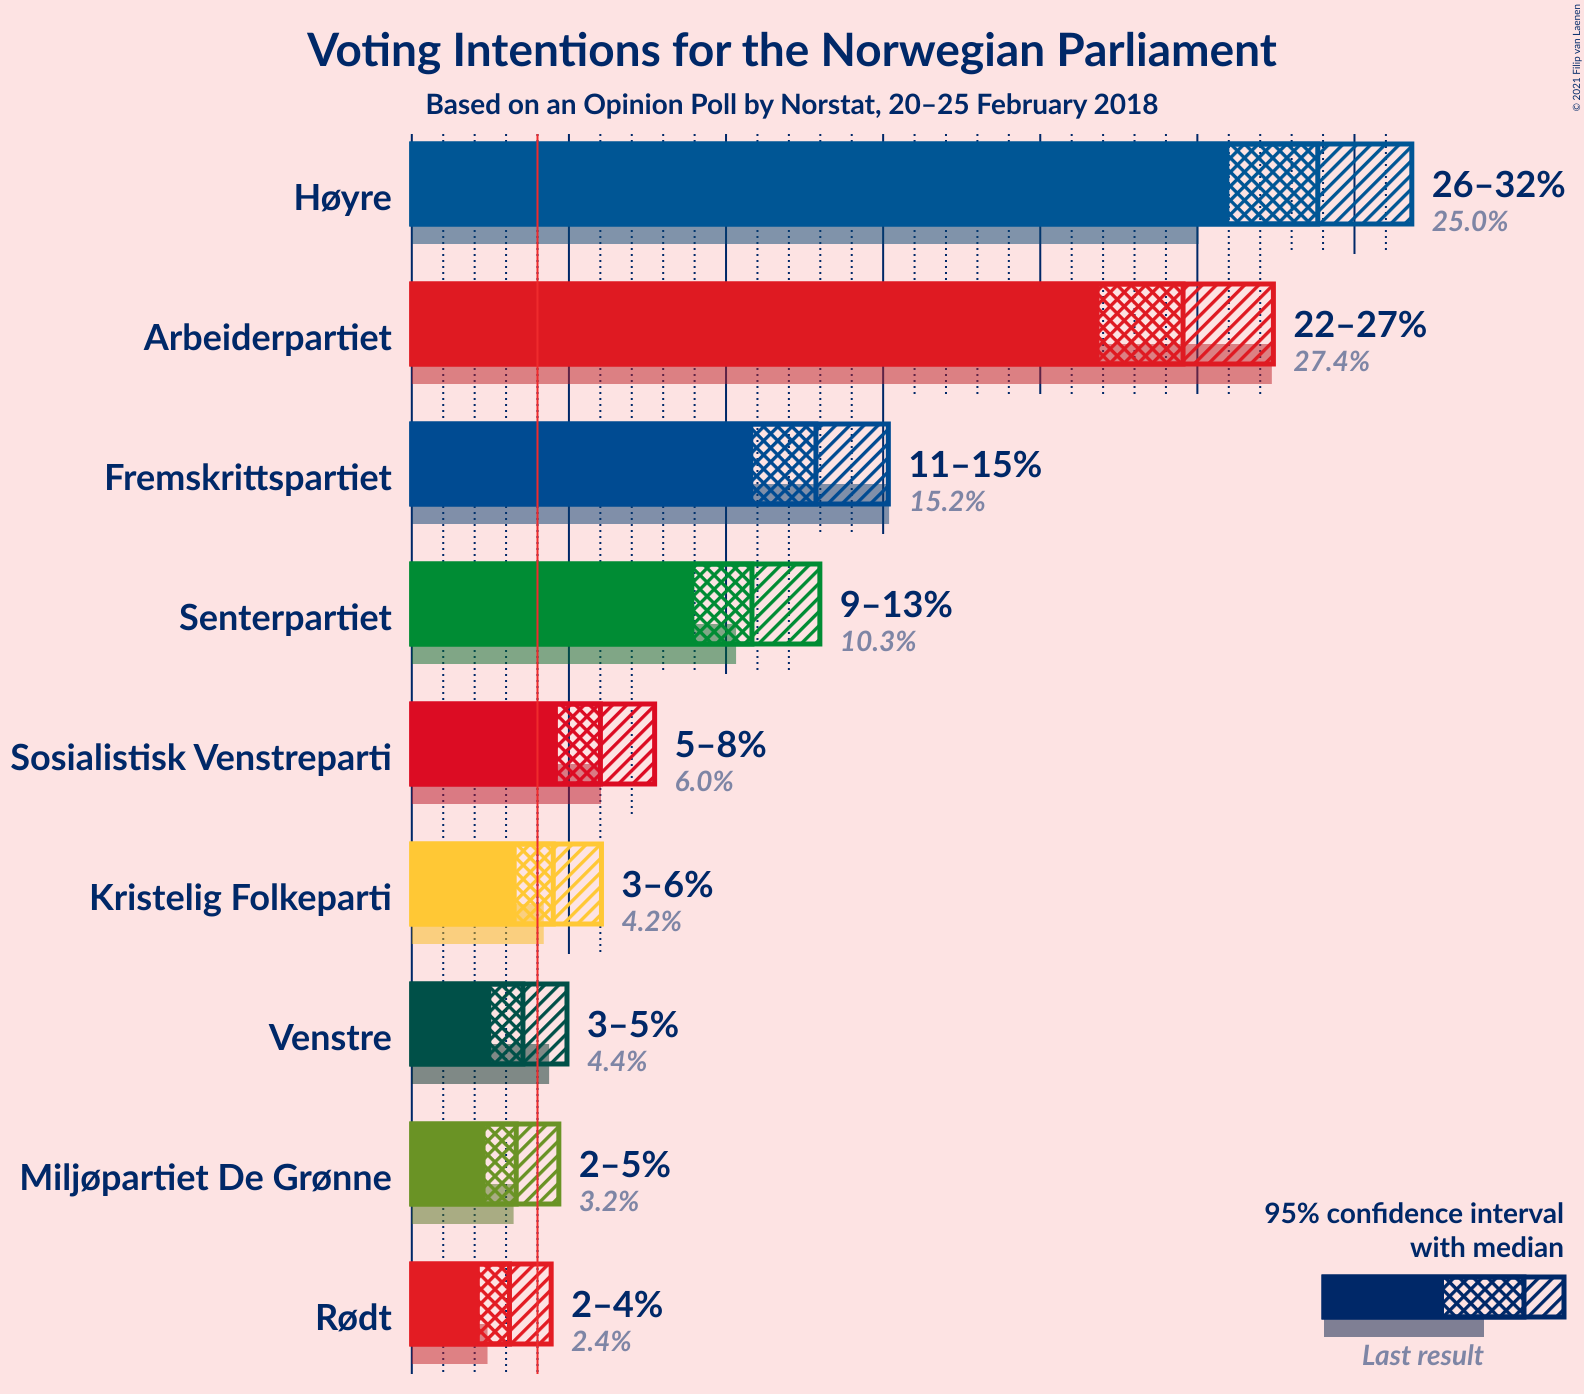 Voting Intentions for the Norwegian Parliament
Based on an Opinion Poll by Norstat, 20–25 February 2018
© 2021 Filip van Laenen
Høyre
26–32%
25.0%
Arbeiderpartiet
22–27%
27.4%
Fremskrittspartiet
11–15%
15.2%
Senterpartiet
9–13%
10.3%
Sosialistisk Venstreparti
5–8%
6.0%
Kristelig Folkeparti
3–6%
4.2%
Venstre
3–5%
4.4%
Miljøpartiet De Grønne
2–5%
3.2%
Rødt
2–4%
2.4%
95% confidence interval
with median
Last result